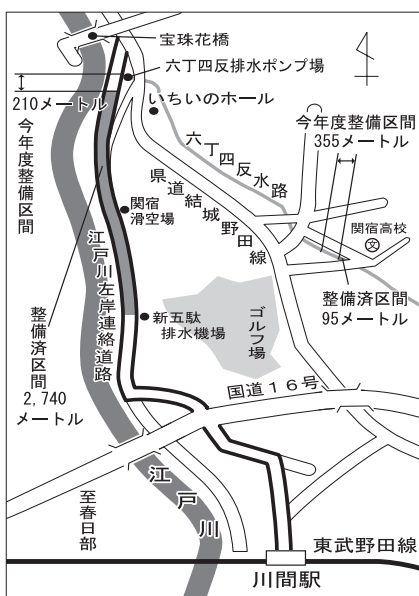 宝珠花橋
六丁四反排水ポンプ場
210メートル
いちいのホール
今年度整備区間
六丁四反水路
今年度整備区間
355メートル
県道結城野田線
関宿高校
文
関宿
滑空場
江戸川左岸連絡道路
整備済区間
95メートル
整備済区間
2,740
メートル
新五駄
排水機場
ゴルフ場
国道16号
至春日部
江戸川
東武野田線
川間駅